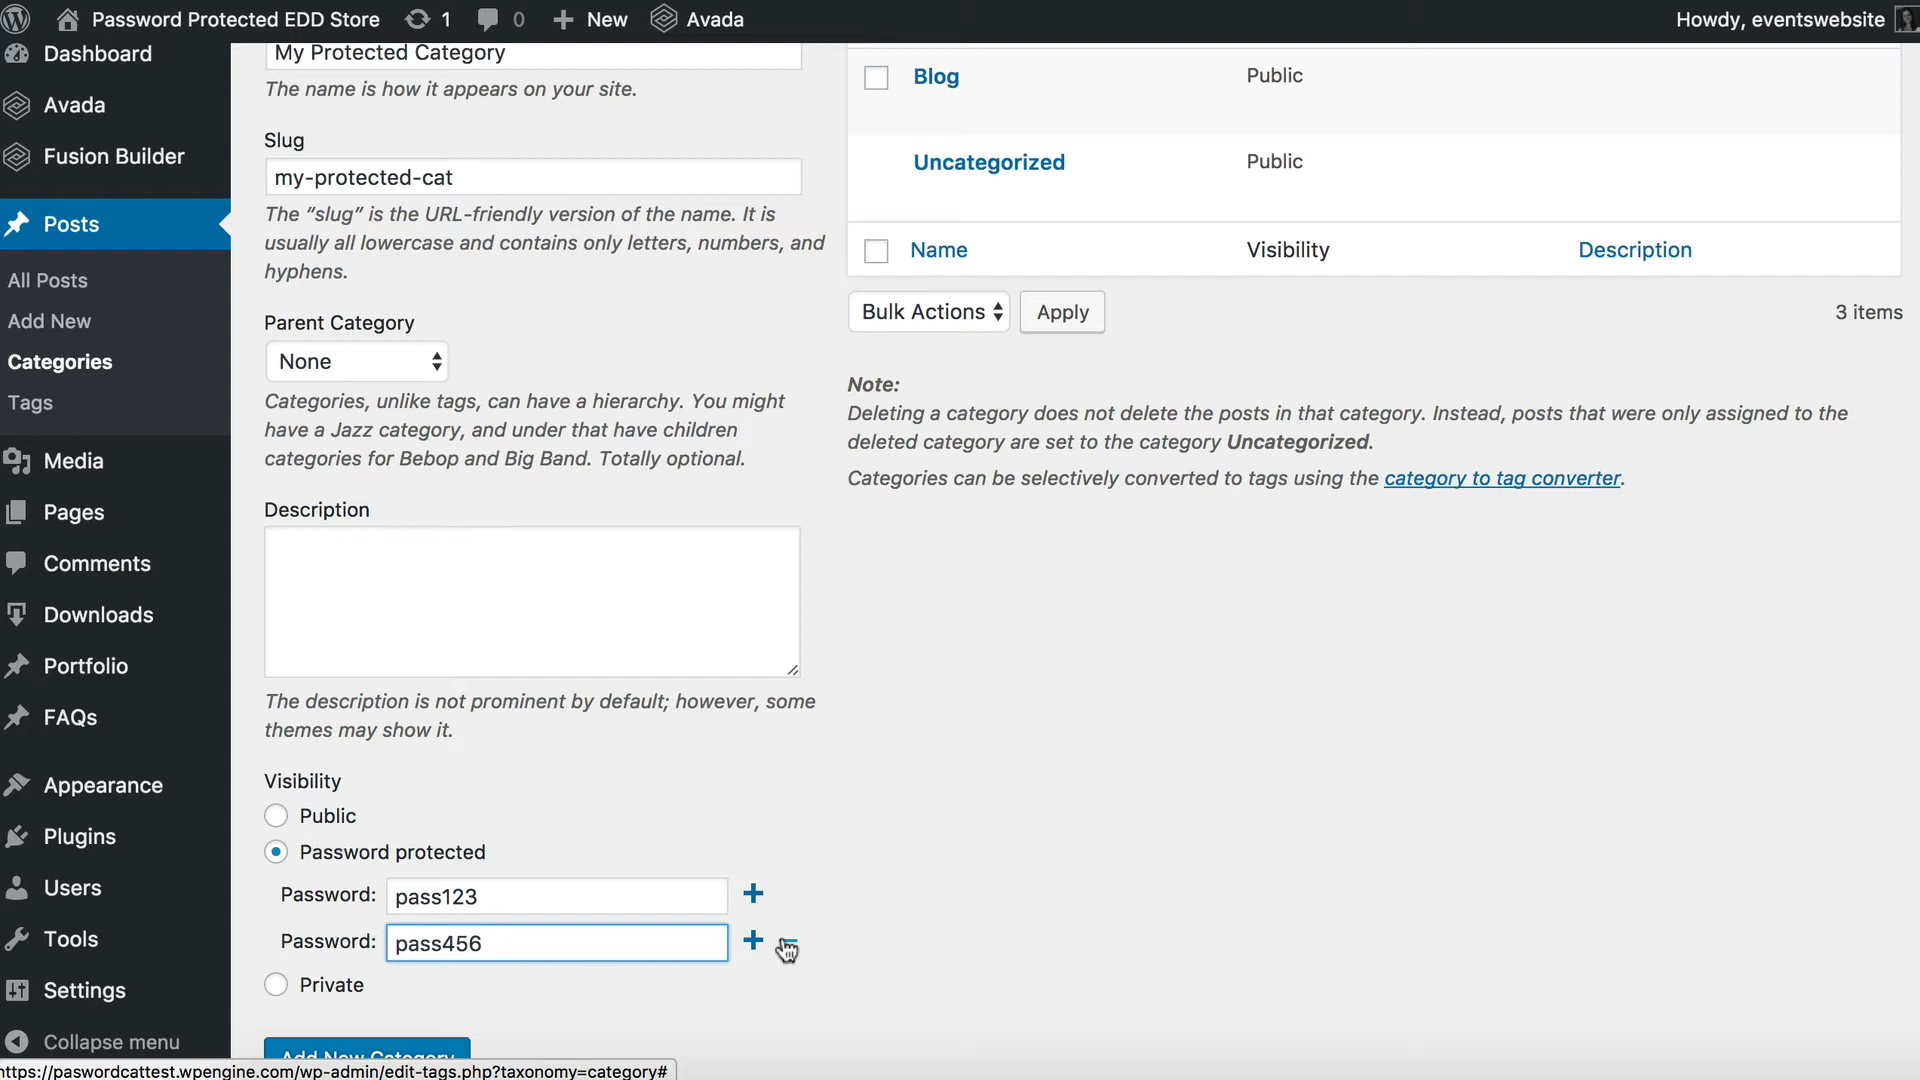 Password Protected EDD Store
1
0
New
Avada
Howdy, eventswebsite
Dashboard
Avada
Fusion Builder
Posts
All Posts
Add New
Categories
Tags
Media
Pages
Comments
Downloads
Portfolio
FAQs
Appearance
Plugins
Users
Tools
Settings
Collapse menu
My Protected Category
The name is how it appears on your site.
Slug
my-protected-cat
The “slug” is the URL-friendly version of the name. It is
usually all lowercase and contains only letters, numbers, and
hyphens.
Parent Category
None
Categories, unlike tags, can have a hierarchy. You might
have a Jazz category, and under that have children
categories for Bebop and Big Band. Totally optional.
Description
The description is not prominent by default; however, some
themes may show it.
Visibility
Public
Password protected
Password: pass123
Password: pass456
Private
Add New Category
Blog Public
Uncategorized Public
Name Visibility Description
Bulk Actions Apply 3 items
Note:
Deleting a category does not delete the posts in that category. Instead, posts that were only assigned to the
deleted category are set to the category Uncategorized.
Categories can be selectively converted to tags using the category to tag converter.
https://paswordcattest.wpengine.com/wp-admin/edit-tags.php?taxonomy=category#